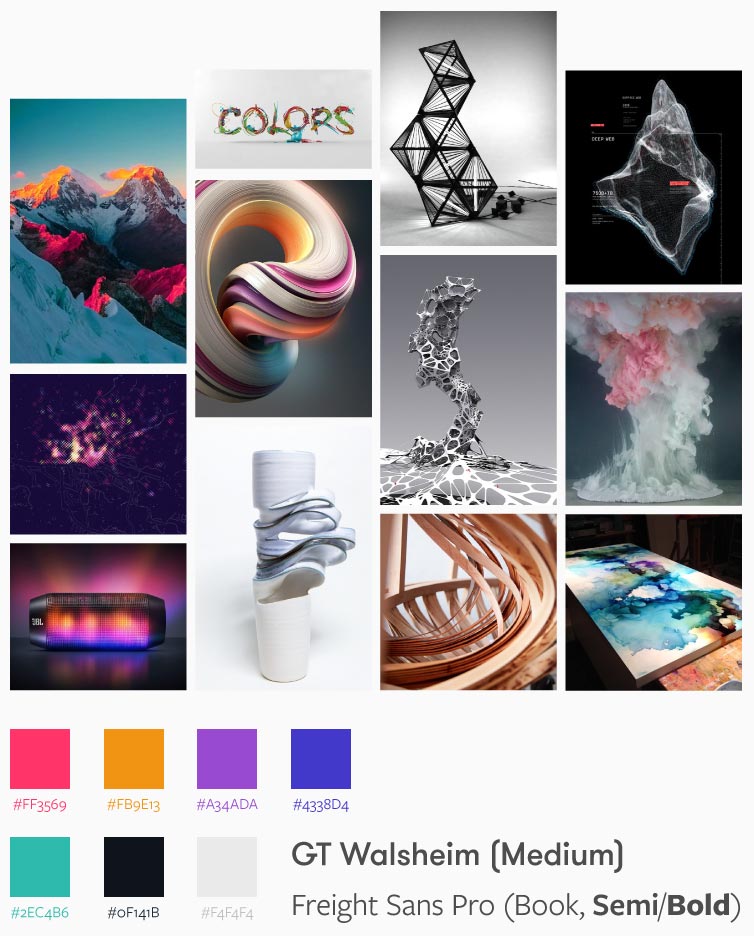 COLORS
DEEP WEB
JBL
#FF3569
#FB9E13
#A34ADA
#4338D4
#2EC4B6
#0F141B
#F4F4F4
GT Walsheim (Medium)
Freight Sans Pro (Book, Semi/Bold)